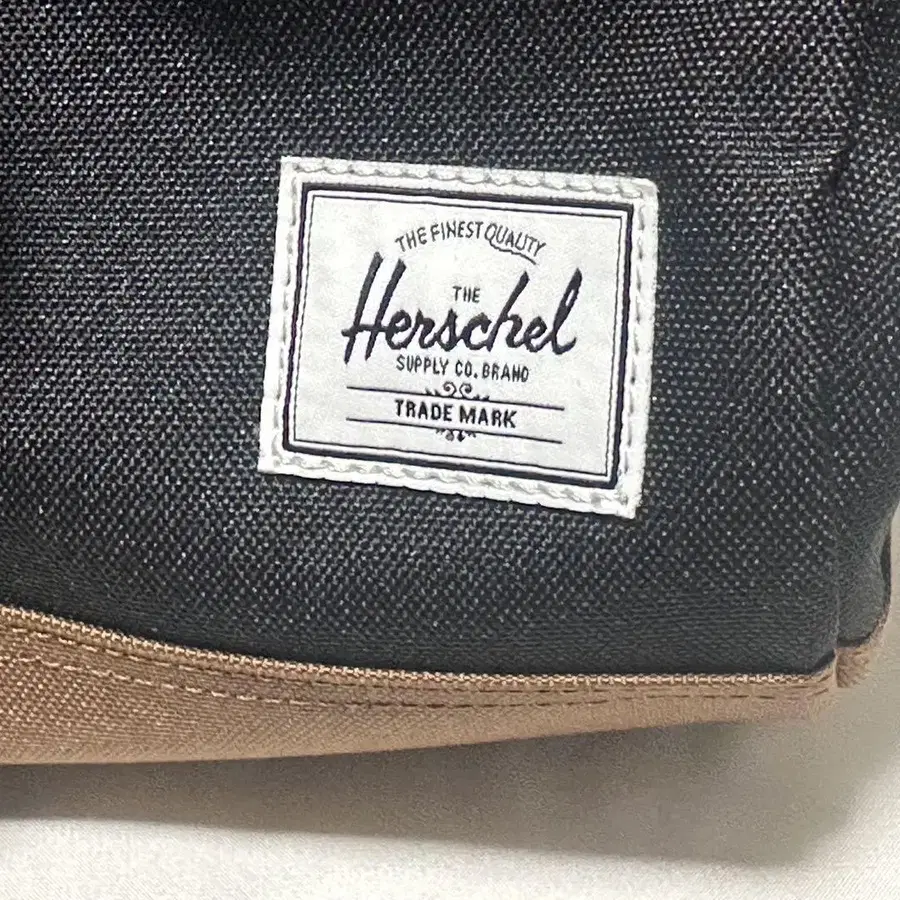 THE FINEST QUALITY
THE
Herschel
SUPPLY CO. BRAND
TRADE MARK